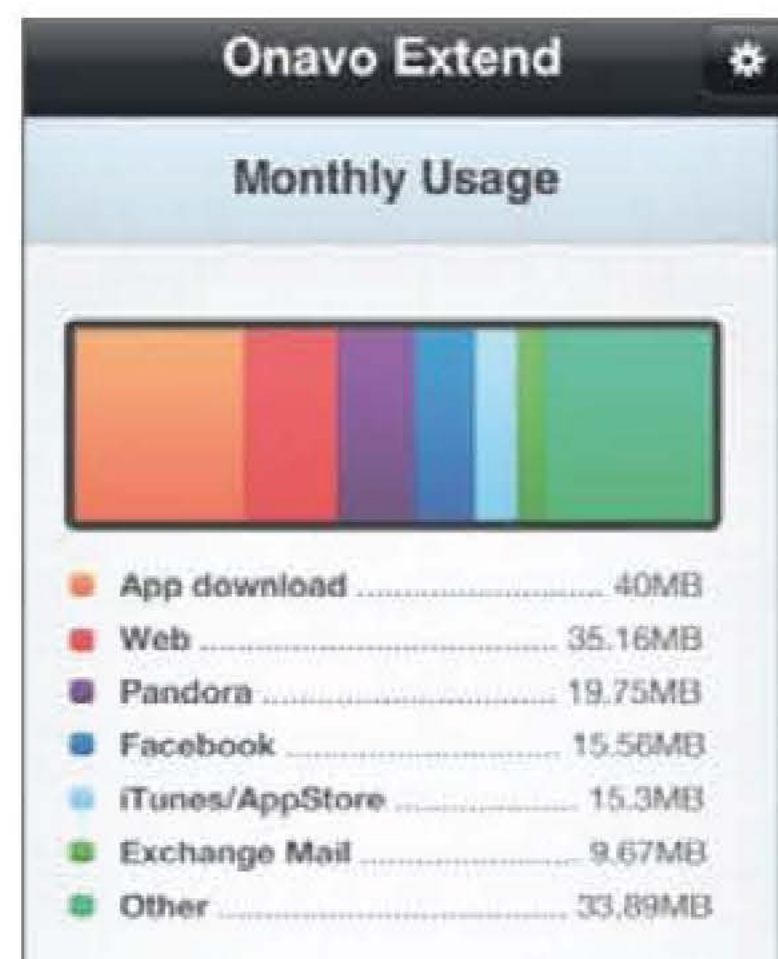 Onavo Extend
Monthly Usage
App download ........................ 40MB
Web ........................ 35.16MB
Pandora ........................ 19.75MB
Facebook ........................ 15.56MB
iTunes/AppStore ........................ 15.3MB
Exchange Mail ........................ 9.67MB
Other ........................ 33.89MB